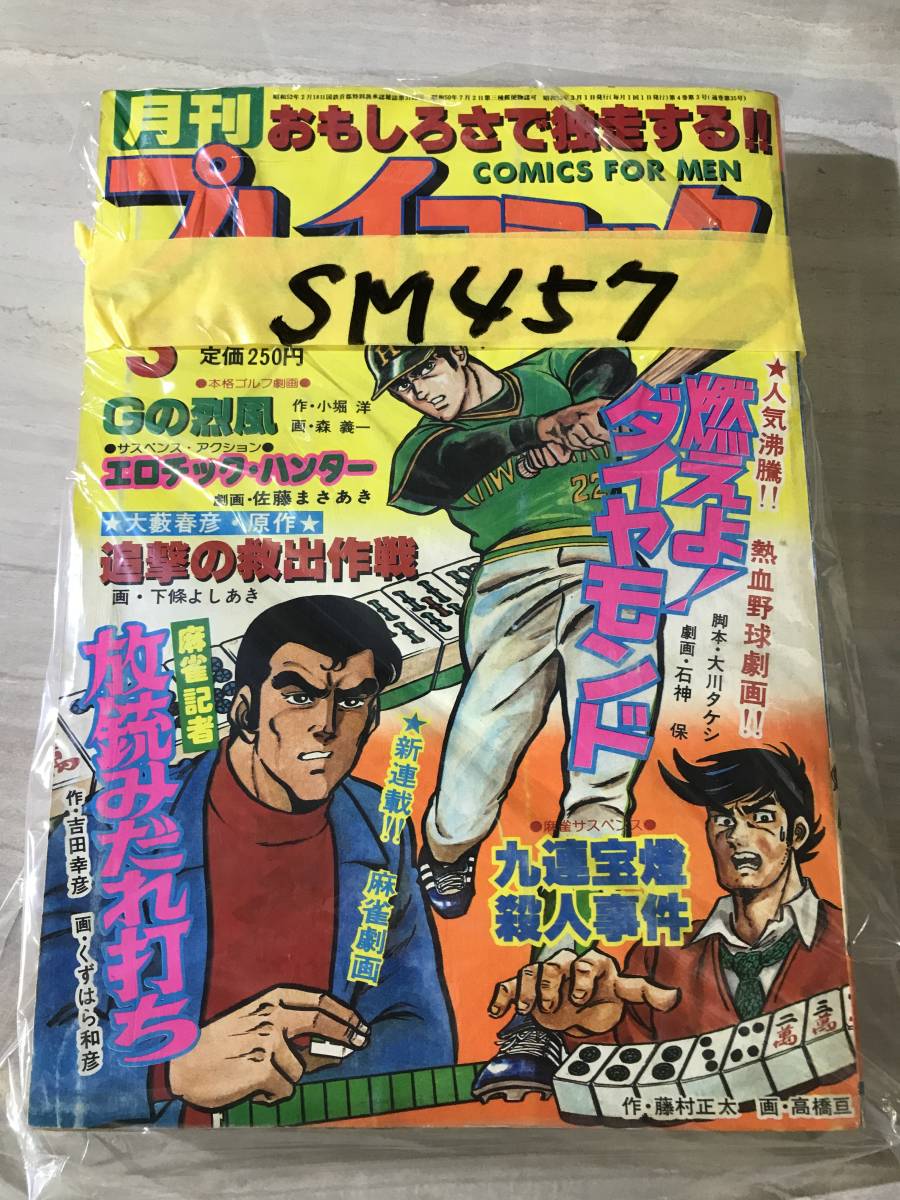 月刊
おもしろさで独走する!!
COMICS FOR MEN
プレイコミック
SM457
3
定価250円
●本格ゴルフ劇画●
Gの烈風
作・小堀 洋
画・森 義一
●サスペンス・アクション●
エロチック・ハンター
劇画・佐藤まさあき
★大藪春彦・原作★
追撃の救出作戦
画・下條よしあき
★人気沸騰!! 熱血野球劇画!!
燃えよ!
ダイヤモンド
脚本・大川タケシ
劇画・石神 保
22
麻雀記者
放銃みだれ打ち
作・吉田幸彦 画・くずはら和彦
★新連載!! 麻雀劇画
●麻雀サスペンス●
九連宝燈
殺人事件
作・藤村正太 画・高橋亘
萬
二萬
三萬
萬